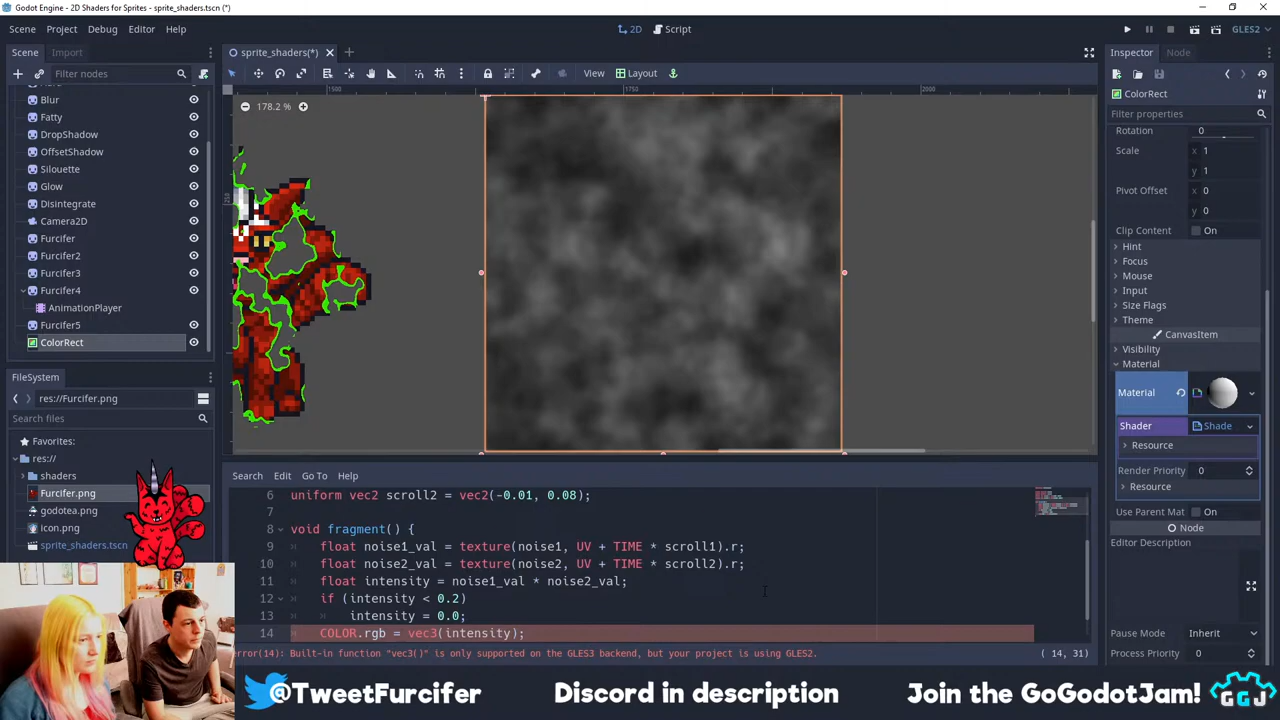 Godot Engine - 2D Shaders for Sprites - sprite_shaders.tscn (*)
Scene Project Debug Editor Help
2D Script
GLES2
Scene Import
sprite_shaders(*)
Inspector Node
Filter nodes
View Layout
ColorRect
Filter properties
178.2 %
1500 1750 2000
Blur
Fatty
DropShadow
OffsetShadow
Silouette
Glow
Disintegrate
Camera2D
Furcifer
Furcifer2
Furcifer3
Furcifer4
AnimationPlayer
Furcifer5
ColorRect
Rotation 0
Scale x 1
y 1
Pivot Offset x 0
y 0
Clip Content On
Hint
Focus
Mouse
Input
Size Flags
Theme
CanvasItem
Visibility
Material
Material
Shader Shade
Resource
Render Priority 0
Resource
Use Parent Mat On
Node
Editor Description
Pause Mode Inherit
Process Priority 0
FileSystem
res://Furcifer.png
Search files
Favorites:
res://
shaders
Furcifer.png
godotea.png
icon.png
sprite_shaders.tscn
Search Edit Go To Help
6 uniform vec2 scroll2 = vec2(-0.01, 0.08);
7
8 void fragment() {
9 float noise1_val = texture(noise1, UV + TIME * scroll1).r;
10 float noise2_val = texture(noise2, UV + TIME * scroll2).r;
11 float intensity = noise1_val * noise2_val;
12 if (intensity < 0.2)
13 intensity = 0.0;
14 COLOR.rgb = vec3(intensity);
error(14): Built-in function "vec3()" is only supported on the GLES3 backend, but your project is using GLES2.
( 14, 31)
@TweetFurcifer Discord in description Join the GoGodotJam!
GGJ